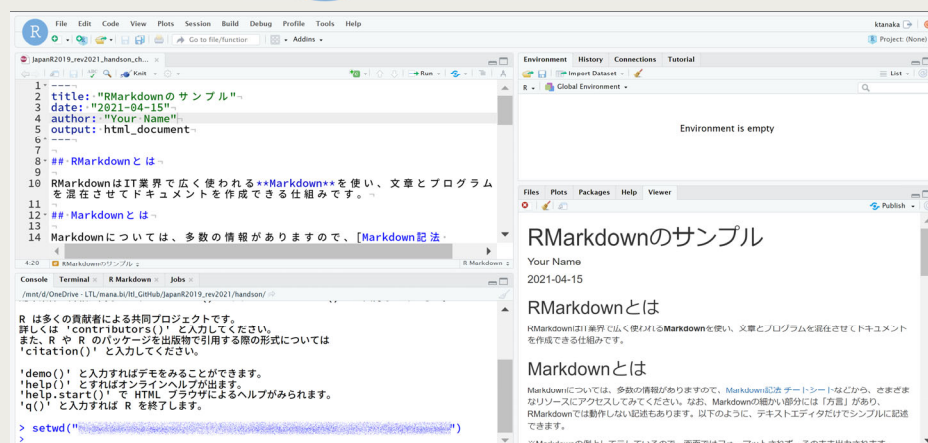 R
File Edit Code View Plots Session Build Debug Profile Tools Help
ktanaka
Go to file/function
Addins
Project: (None)
JapanR2019_rev2021_handson_ch...
Knit
Run
1 ---
2 title: "RMarkdownのサンプル"
3 date: "2021-04-15"
4 author: "Your Name"
5 output: html_document
6 ---
7
8 ## RMarkdownとは
9
10 RMarkdownはIT業界で広く使われる**Markdown**を使い、文章とプログラム
を混在させてドキュメントを作成できる仕組みです。
11
12 ## Markdownとは
13
14 Markdownについては、多数の情報がありますので、[Markdown記法
4:20 RMarkdownのサンプル R Markdown
Console Terminal R Markdown Jobs
/mnt/d/OneDrive - LTL/mana.bi/ltl_GitHub/JapanR2019_rev2021/handson/
R は多くの貢献者による共同プロジェクトです。
詳しくは 'contributors()' と入力してください。
また、R や R のパッケージを出版物で引用する際の形式については
'citation()' と入力してください。
'demo()' と入力すればデモをみることができます。
'help()' とすればオンラインヘルプが出ます。
'help.start()' で HTML ブラウザによるヘルプがみられます。
'q()' と入力すれば R を終了します。
> setwd("")
>
Environment History Connections Tutorial
Import Dataset
List
R Global Environment
Environment is empty
Files Plots Packages Help Viewer
Publish
RMarkdownのサンプル
Your Name
2021-04-15
RMarkdownとは
RMarkdownはIT業界で広く使われるMarkdownを使い、文章とプログラムを混在させてドキュメント
を作成できる仕組みです。
Markdownとは
Markdownについては、多数の情報がありますので、Markdown記法 チートシートなどから、さまざま
なリソースにアクセスしてみてください。なお、Markdownの細かい部分には「方言」があり、
RMarkdownでは動作しない記述もあります。以下のように、テキストエディタだけでシンプルに記述
できます。